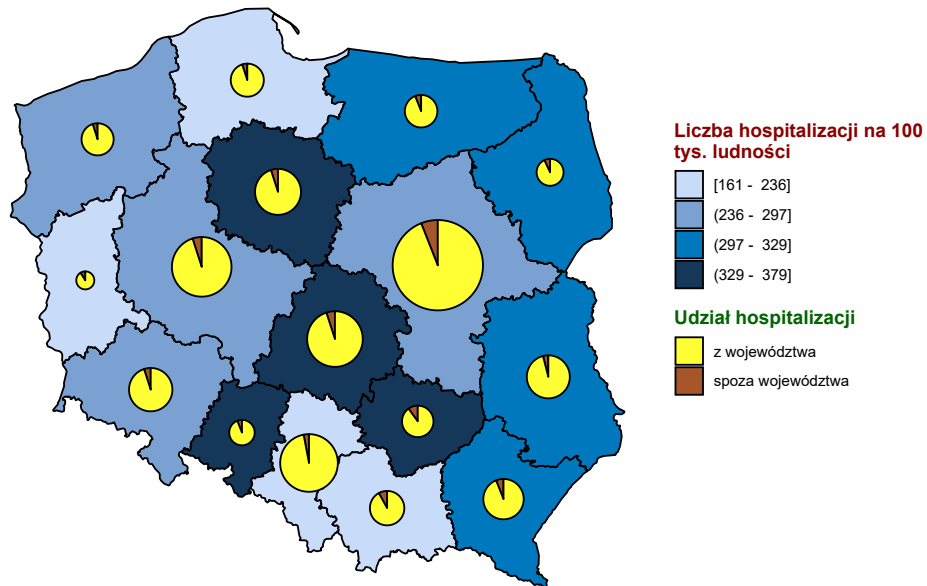 Liczba hospitalizacji na 100
tys. ludności
[161 - 236]
(236 - 297]
(297 - 329]
(329 - 379]
Udział hospitalizacji
z województwa
spoza województwa